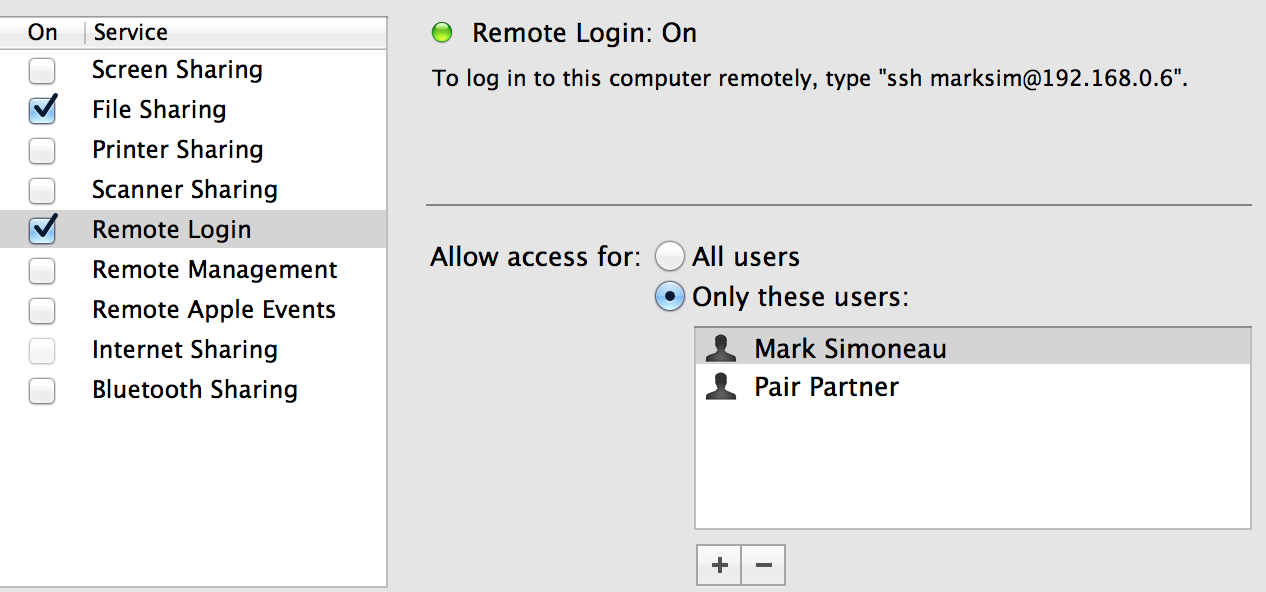 On Service
Screen Sharing
File Sharing
Printer Sharing
Scanner Sharing
Remote Login
Remote Management
Remote Apple Events
Internet Sharing
Bluetooth Sharing
Remote Login: On
To log in to this computer remotely, type "ssh marksim@192.168.0.6".
Allow access for: All users
Only these users:
Mark Simoneau
Pair Partner